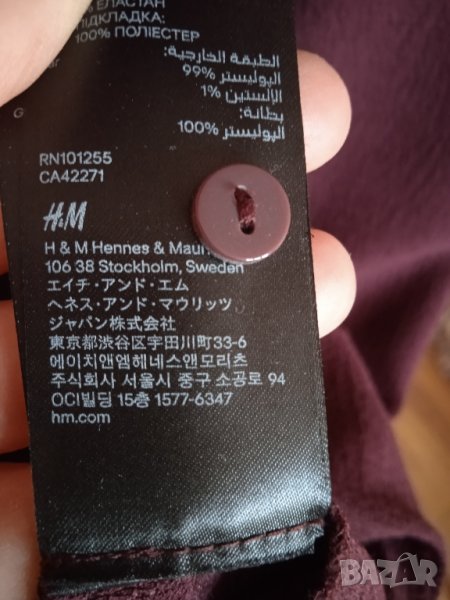 ЕЛАСТАН
ПІДКЛАДКА:
100% ПОЛІЕСТЕР
الطبقة الخارجية:
البوليستر %99
الإلستين %1
بطانة:
البوليستر %100
G
RN101255
CA42271
H&M
H & M Hennes &
106 38 Stockholm, Sweden
エイチ・アンド・エム
ヘネス・アンド・マウリッツ
ジャパン株式会社
東京都渋谷区宇田川町33-6
에이치앤엠헤네스앤모리츠
주식회사 서울시 중구 소공로 94
OCI빌딩 15층 1577-6347
hm.com
BAZAR